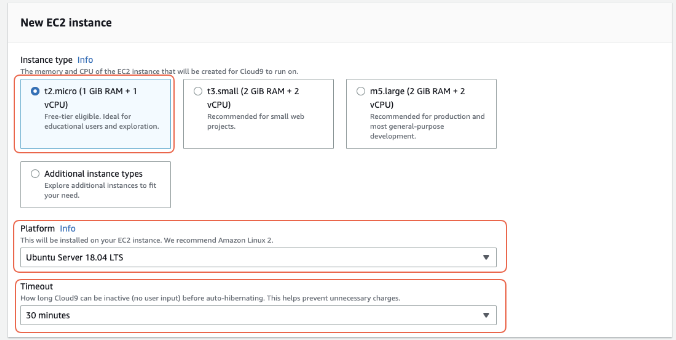 New EC2 instance
Instance type Info
The memory and CPU of the EC2 instance that will be created for Cloud9 to run on.
t2.micro (1 GiB RAM + 1
vCPU)
Free-tier eligible. Ideal for
educational users and exploration.
t3.small (2 GiB RAM + 2
vCPU)
Recommended for small web
projects.
m5.large (2 GiB RAM + 2
vCPU)
Recommended for production and
most general-purpose
development.
Additional instance types
Explore additional instances to fit
your need.
Platform Info
This will be installed on your EC2 instance. We recommend Amazon Linux 2.
Ubuntu Server 18.04 LTS
Timeout
How long Cloud9 can be inactive (no user input) before auto-hibernating. This helps prevent unnecessary charges.
30 minutes